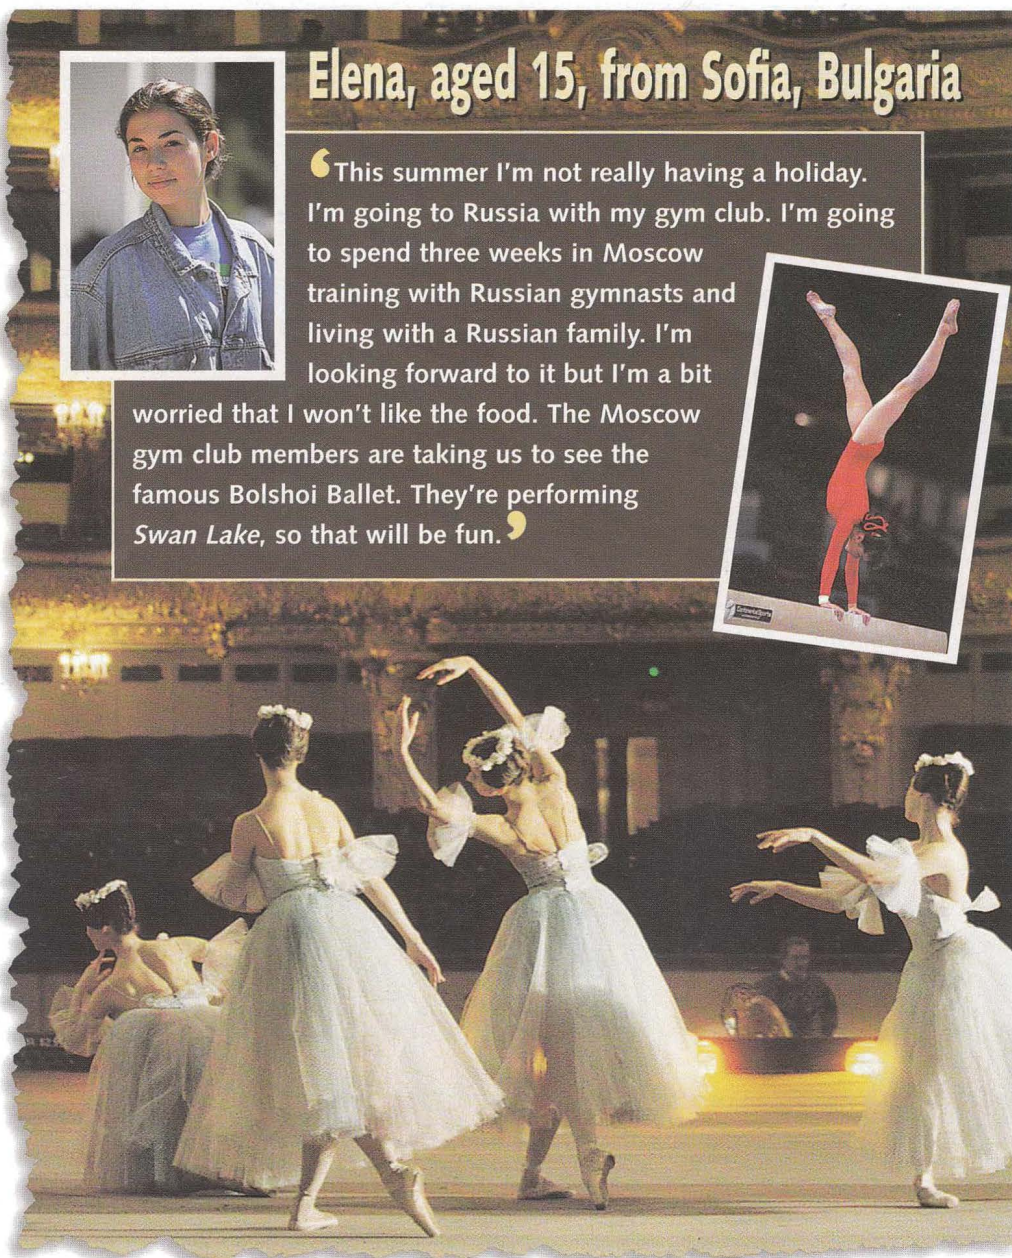 Elena, aged 15, from Sofia, Bulgaria
‘This summer I'm not really having a holiday.
I'm going to Russia with my gym club. I'm going
to spend three weeks in Moscow
training with Russian gymnasts and
living with a Russian family. I'm
looking forward to it but I'm a bit
worried that I won't like the food. The Moscow
gym club members are taking us to see the
famous Bolshoi Ballet. They're performing
Swan Lake, so that will be fun.’